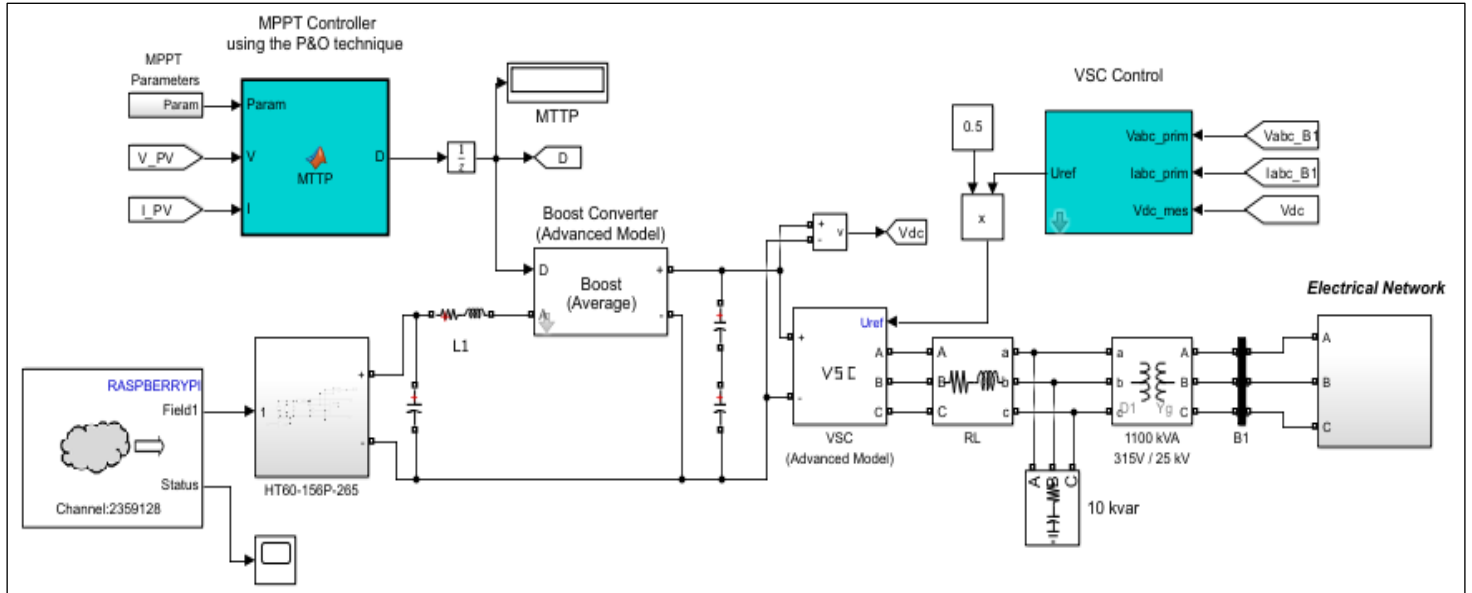 MPPT Controller
using the P&O technique
MPPT
Parameters
Param
V_PV
I_PV
Param
V
I
D
MTTP
1
z
MTTP
D
Boost Converter
(Advanced Model)
D
A
Boost
(Average)
+
-
L1
RASPBERRYPI
Field1
Status
Channel:2359128
1
+
-
HT60-156P-265
+
-
v
Vdc
0.5
x
VSC Control
Uref
Vabc_prim
Iabc_prim
Vdc_mes
Vabc_B1
Iabc_B1
Vdc
Uref
+
-
VSC
A
B
C
VSC
(Advanced Model)
A
B
C
a
b
c
RL
A
B
C
10 kvar
a
b
c
D1
Yg
A
B
C
1100 kVA
315V / 25 kV
B1
Electrical Network
A
B
C